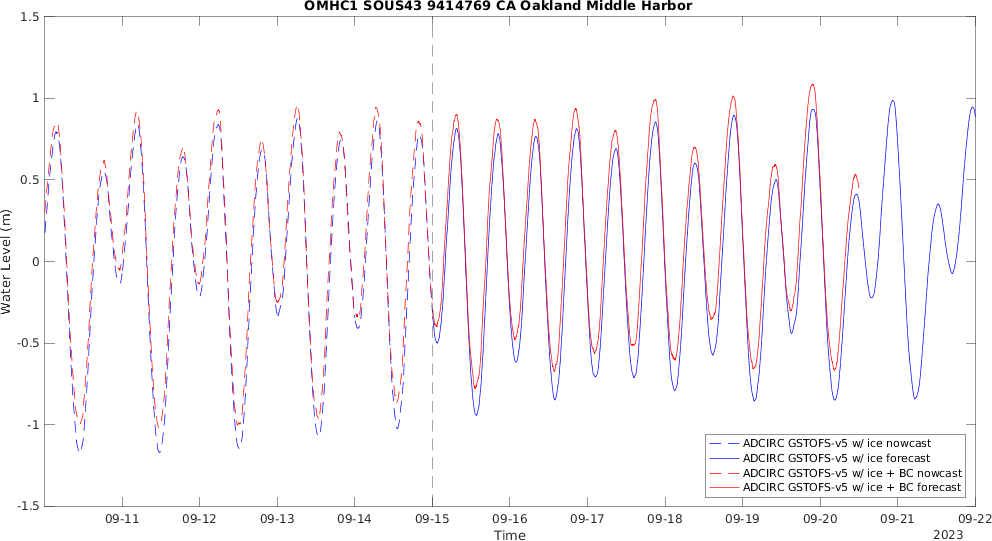 OMHC1 SOUS43 9414769 CA Oakland Middle Harbor
1.5
1
0.5
0
-0.5
-1
-1.5
Water Level (m)
ADCIRC GSTOFS-v5 w/ ice nowcast
ADCIRC GSTOFS-v5 w/ ice forecast
ADCIRC GSTOFS-v5 w/ ice + BC nowcast
ADCIRC GSTOFS-v5 w/ ice + BC forecast
09-11 09-12 09-13 09-14 09-15 09-16 09-17 09-18 09-19 09-20 09-21 09-22
Time
2023